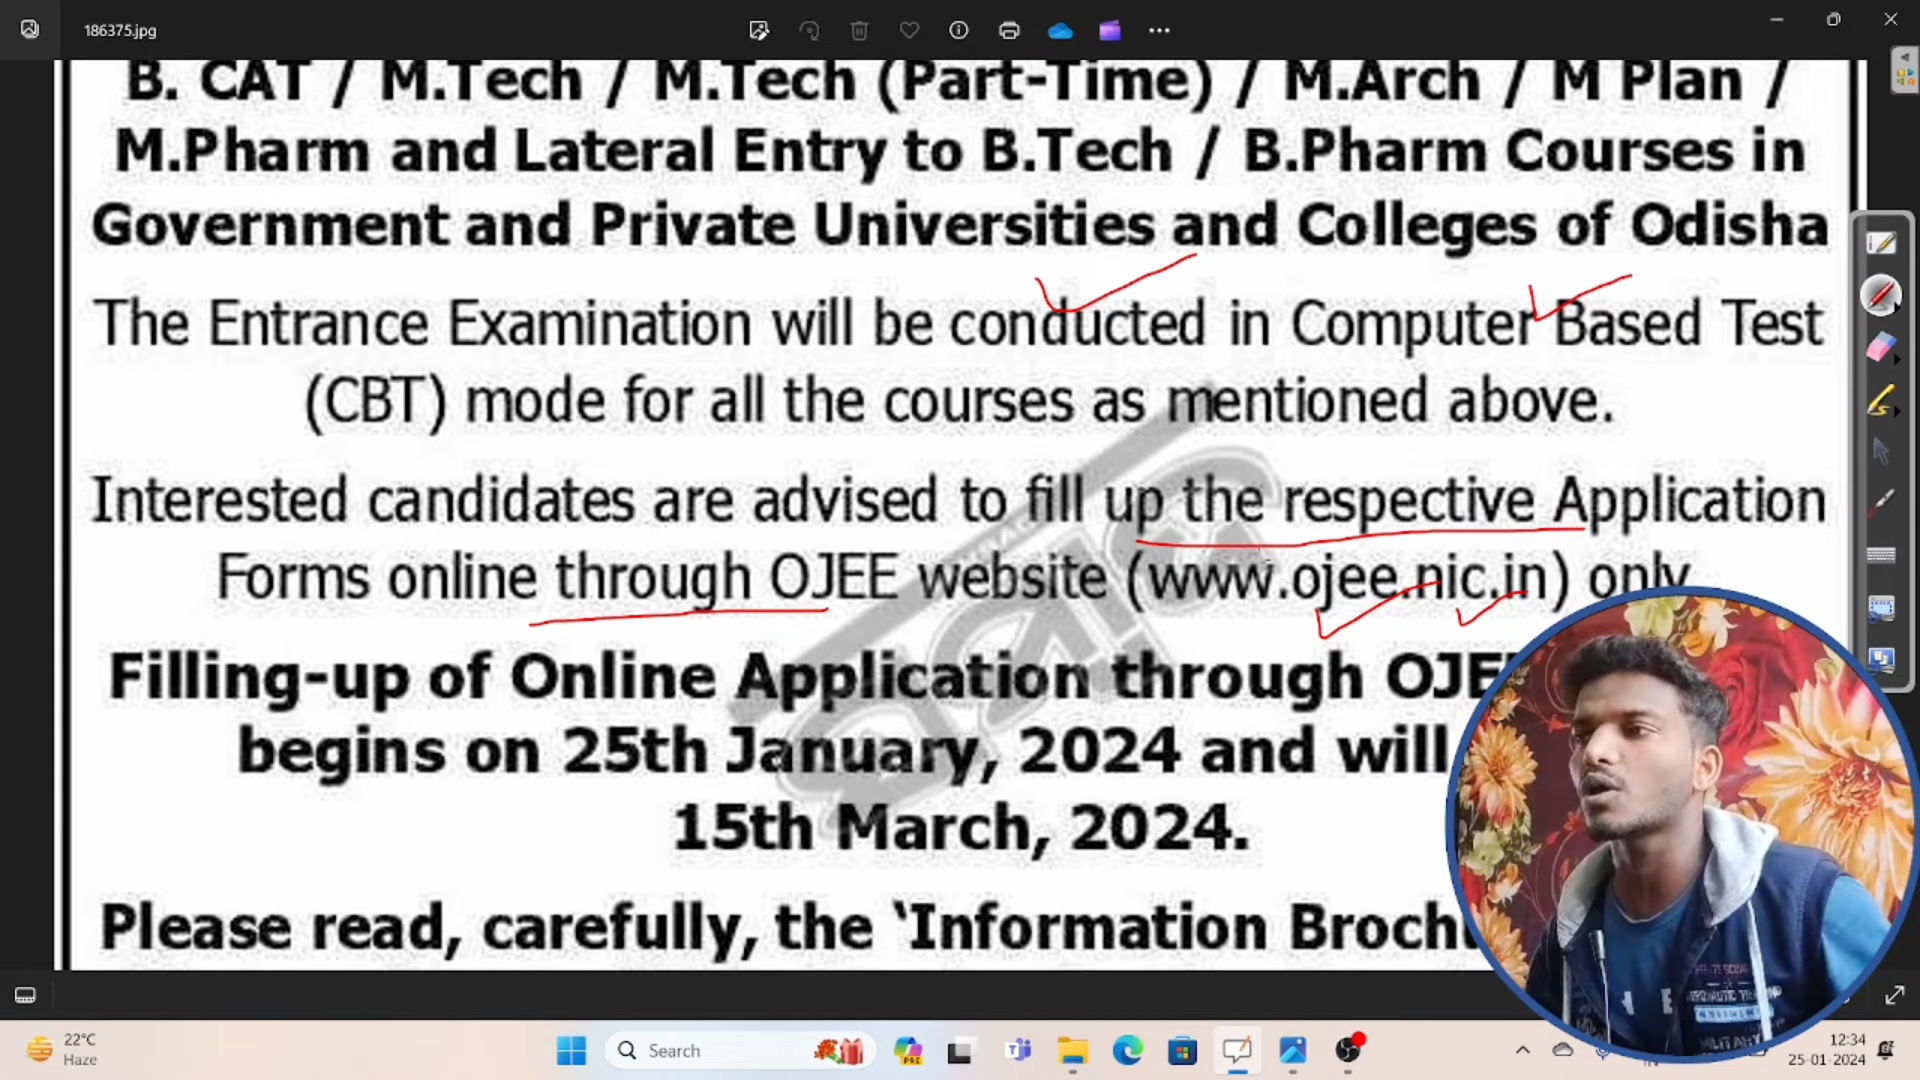 186375.jpg
B. CAT / M.Tech / M.Tech (Part-Time) / M.Arch / M Plan /
M.Pharm and Lateral Entry to B.Tech / B.Pharm Courses in
Government and Private Universities and Colleges of Odisha
The Entrance Examination will be conducted in Computer Based Test
(CBT) mode for all the courses as mentioned above.
Interested candidates are advised to fill up the respective Application
Forms online through OJEE website (www.ojee.nic.in) only
Filling-up of Online Application through
begins on 25th January, 2024 and will
15th March, 2024.
Please read, carefully, the ‘Information
22°C
Haze
Search
12:34
25-01-2024